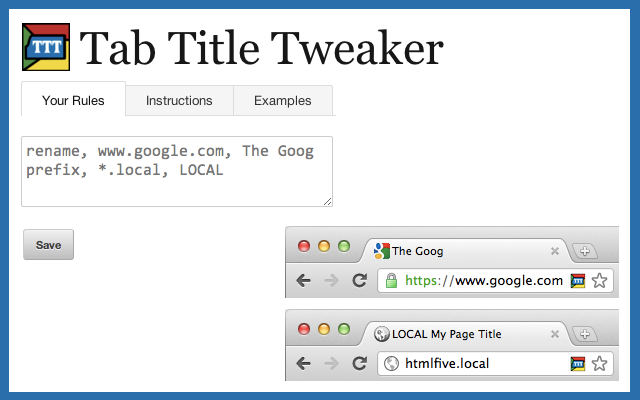 TTT Tab Title Tweaker
Your Rules Instructions Examples
rename, www.google.com, The Goog
prefix, *.local, LOCAL
Save
The Goog
https://www.google.com
LOCAL My Page Title
htmlfive.local